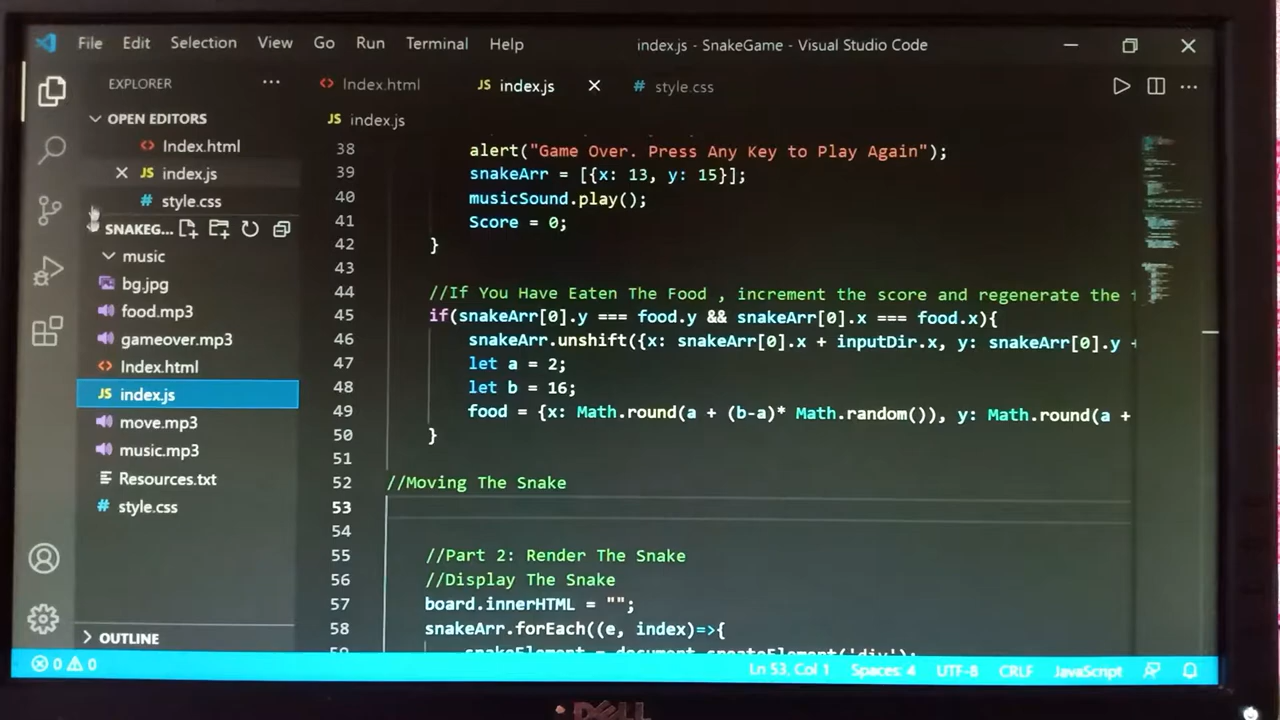 File Edit Selection View Go Run Terminal Help index.js - SnakeGame - Visual Studio Code
EXPLORER
OPEN EDITORS
Index.html
JS index.js
# style.css
SNAKEG...
music
bg.jpg
food.mp3
gameover.mp3
Index.html
JS index.js
move.mp3
music.mp3
Resources.txt
# style.css
OUTLINE
Index.html JS index.js # style.css
JS index.js
38 alert("Game Over. Press Any Key to Play Again");
39 snakeArr = [{x: 13, y: 15}];
40 musicSound.play();
41 Score = 0;
42 }
43
44 //If You Have Eaten The Food , increment the score and regenerate the
45 if(snakeArr[0].y === food.y && snakeArr[0].x === food.x){
46 snakeArr.unshift({x: snakeArr[0].x + inputDir.x, y: snakeArr[0].y +
47 let a = 2;
48 let b = 16;
49 food = {x: Math.round(a + (b-a)* Math.random()), y: Math.round(a +
50 }
51
52 //Moving The Snake
53
54
55 //Part 2: Render The Snake
56 //Display The Snake
57 board.innerHTML = "";
58 snakeArr.forEach((e, index)=>{
snakeElement = document.createElement('div');
0 0 Ln 53, Col 1 Spaces: 4 UTF-8 CRLF JavaScript
DELL